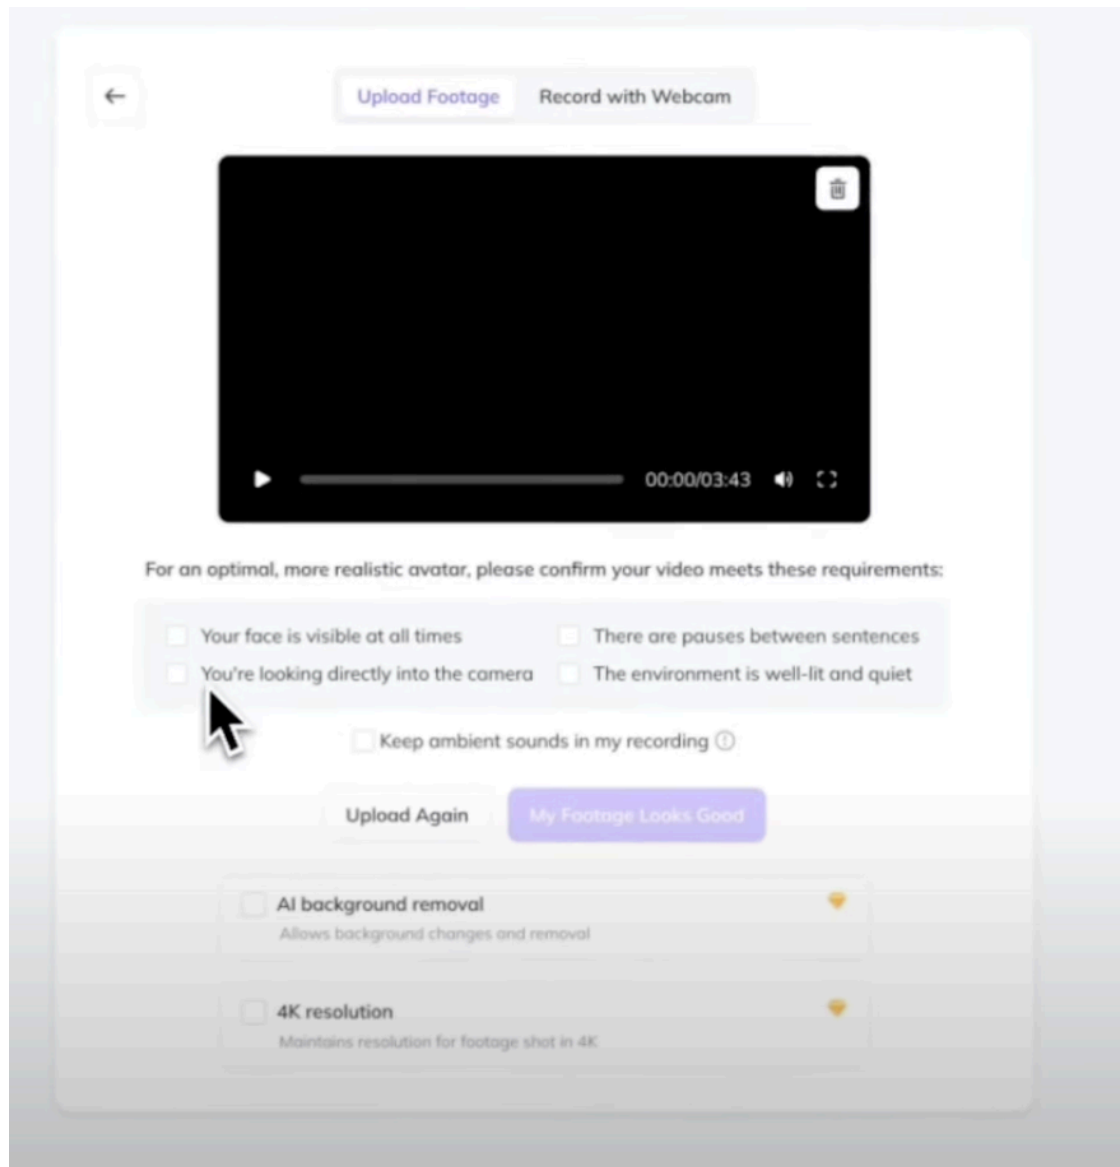 Upload Footage
Record with Webcam
00:00/03:43
For an optimal, more realistic avatar, please confirm your video meets these requirements:
Your face is visible at all times
There are pauses between sentences
You're looking directly into the camera
The environment is well-lit and quiet
Keep ambient sounds in my recording
Upload Again
My Footage Looks Good
AI background removal
Allows background changes and removal
4K resolution
Maintains resolution for footage shot in 4K